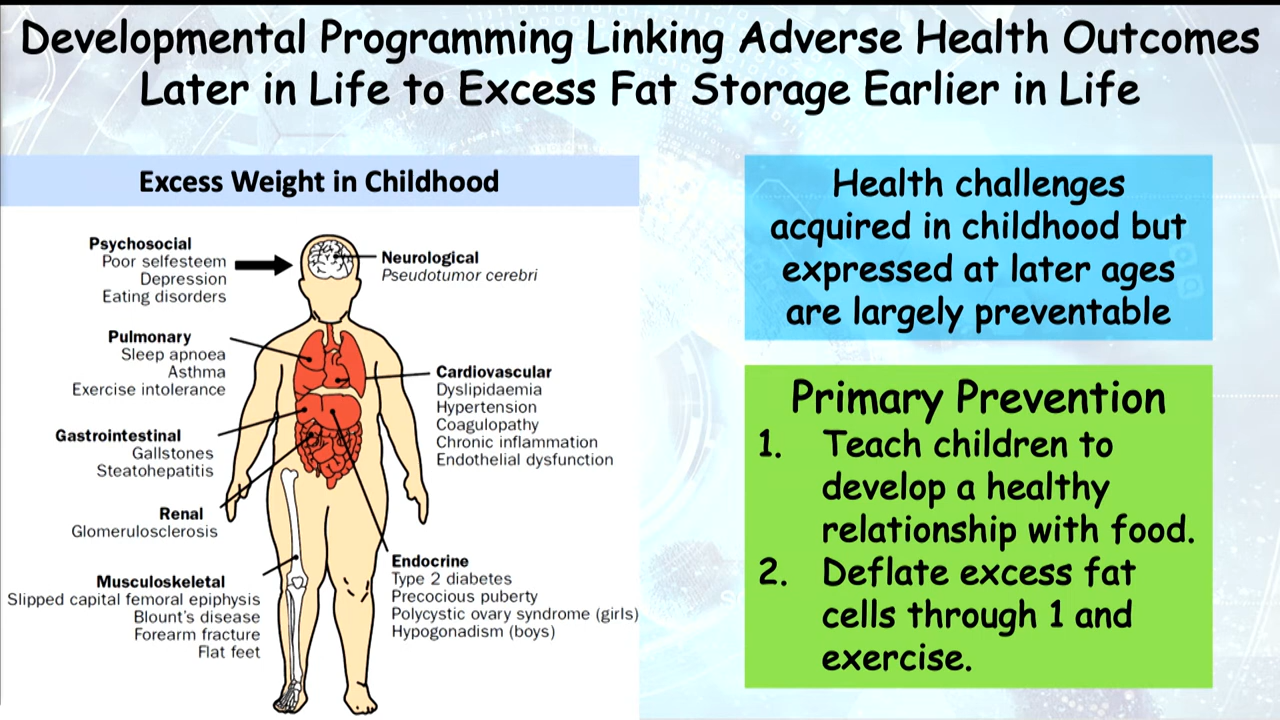 Developmental Programming Linking Adverse Health Outcomes
Later in Life to Excess Fat Storage Earlier in Life
Excess Weight in Childhood
Psychosocial
Poor selfesteem
Depression
Eating disorders
Neurological
Pseudotumor cerebri
Pulmonary
Sleep apnoea
Asthma
Exercise intolerance
Cardiovascular
Dyslipidaemia
Hypertension
Coagulopathy
Chronic inflammation
Endothelial dysfunction
Gastrointestinal
Gallstones
Steatohepatitis
Renal
Glomerulosclerosis
Musculoskeletal
Slipped capital femoral epiphysis
Blount's disease
Forearm fracture
Flat feet
Endocrine
Type 2 diabetes
Precocious puberty
Polycystic ovary syndrome (girls)
Hypogonadism (boys)
Health challenges
acquired in childhood but
expressed at later ages
are largely preventable
Primary Prevention
1. Teach children to
develop a healthy
relationship with food.
2. Deflate excess fat
cells through 1 and
exercise.